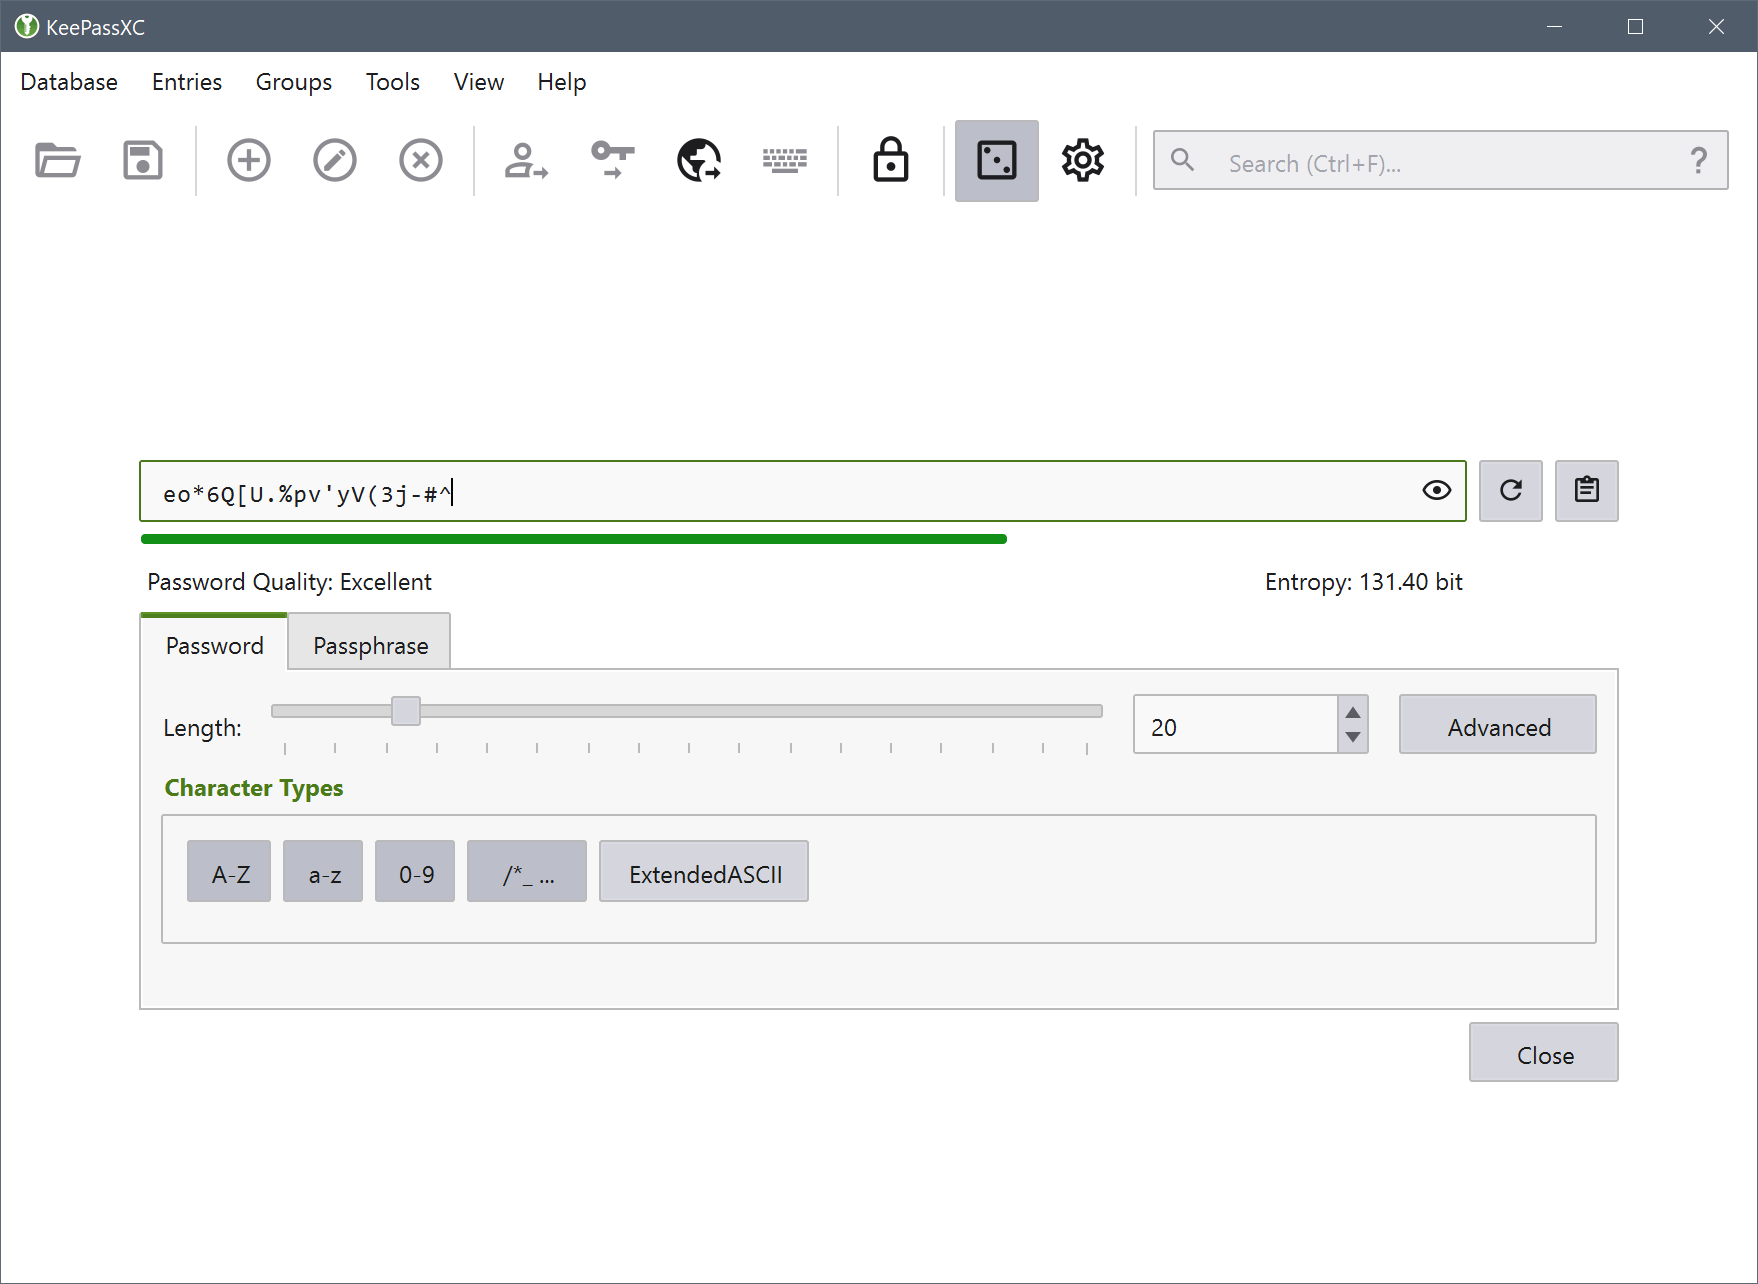 KeePassXC
Database Entries Groups Tools View Help
Search (Ctrl+F)... ?
eo*6Q[U.%pv'yV(3j-#^
Password Quality: Excellent Entropy: 131.40 bit
Password Passphrase
Length: 20 Advanced
Character Types
A-Z a-z 0-9 /*_ ... ExtendedASCII
Close